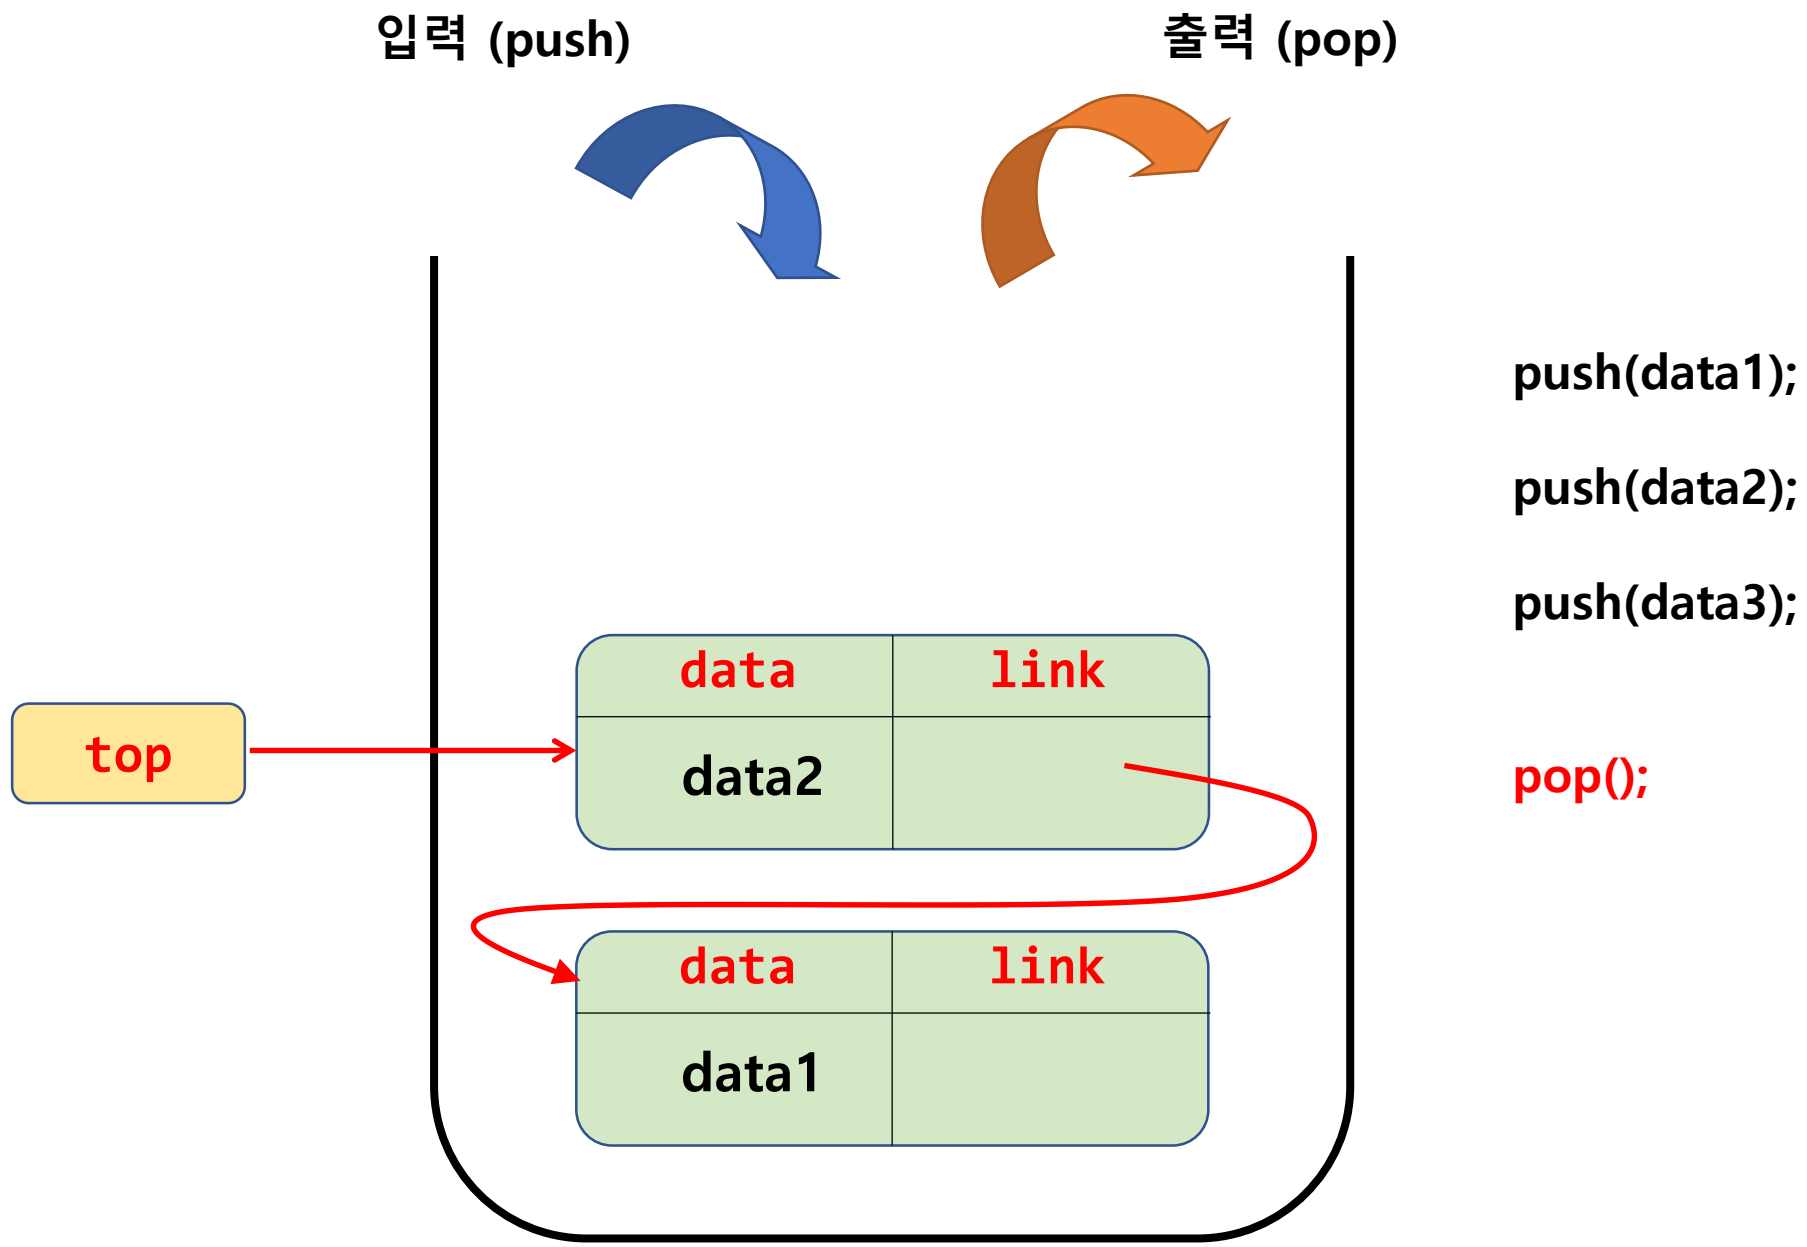 입력 (push)
출력 (pop)
push(data1);
push(data2);
push(data3);
pop();
top
data link
data2
data link
data1